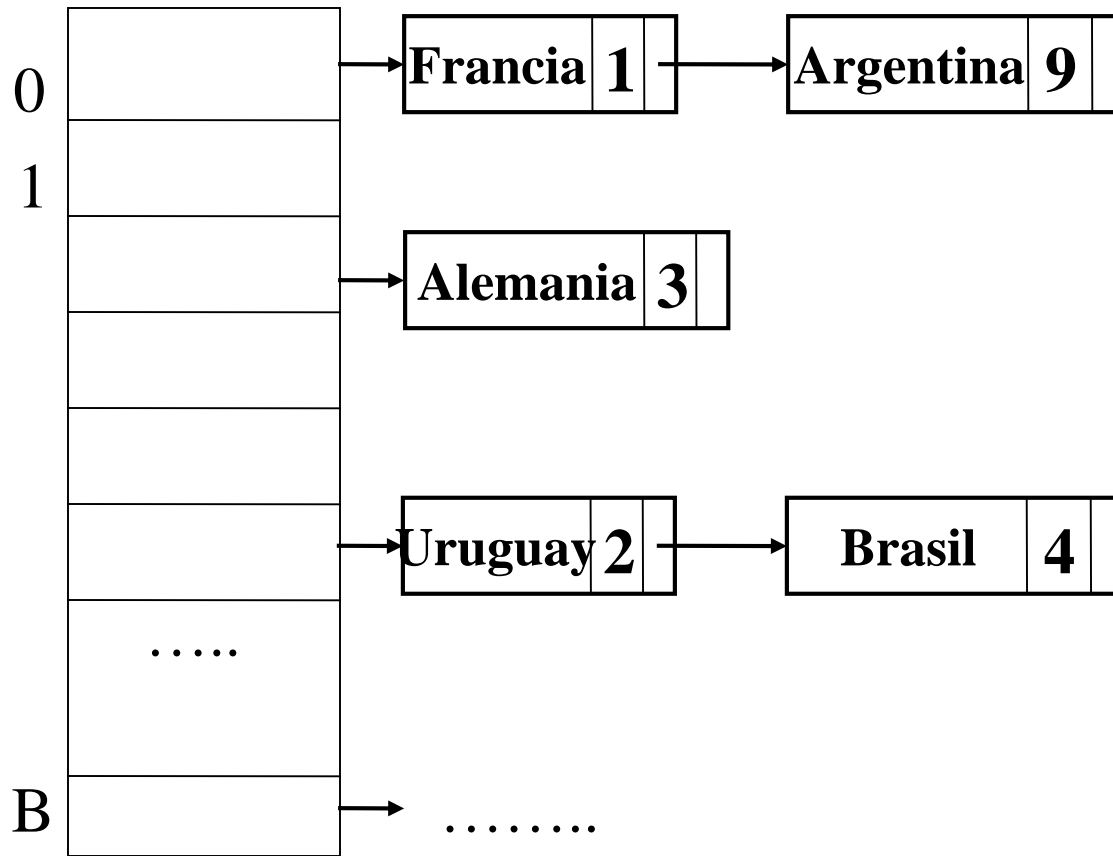 0 Francia 1 Argentina 9
1
Alemania 3
Uruguay 2 Brasil 4
.....
B ........